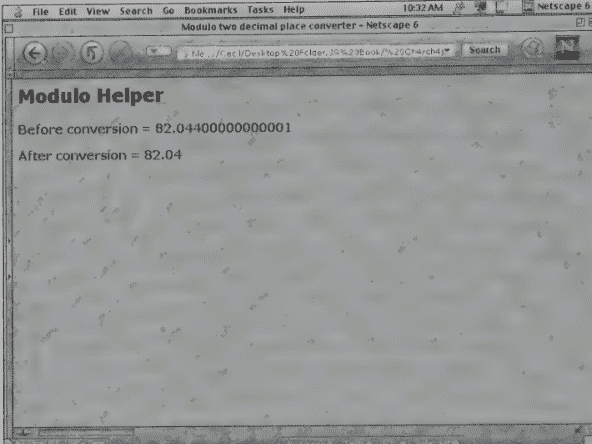 File Edit View Search Go Bookmarks Tasks Help 10:32 AM Netscape 6
Modulo two decimal place converter - Netscape 6
Search N
Modulo Helper
Before conversion = 82.04400000000001
After conversion = 82.04